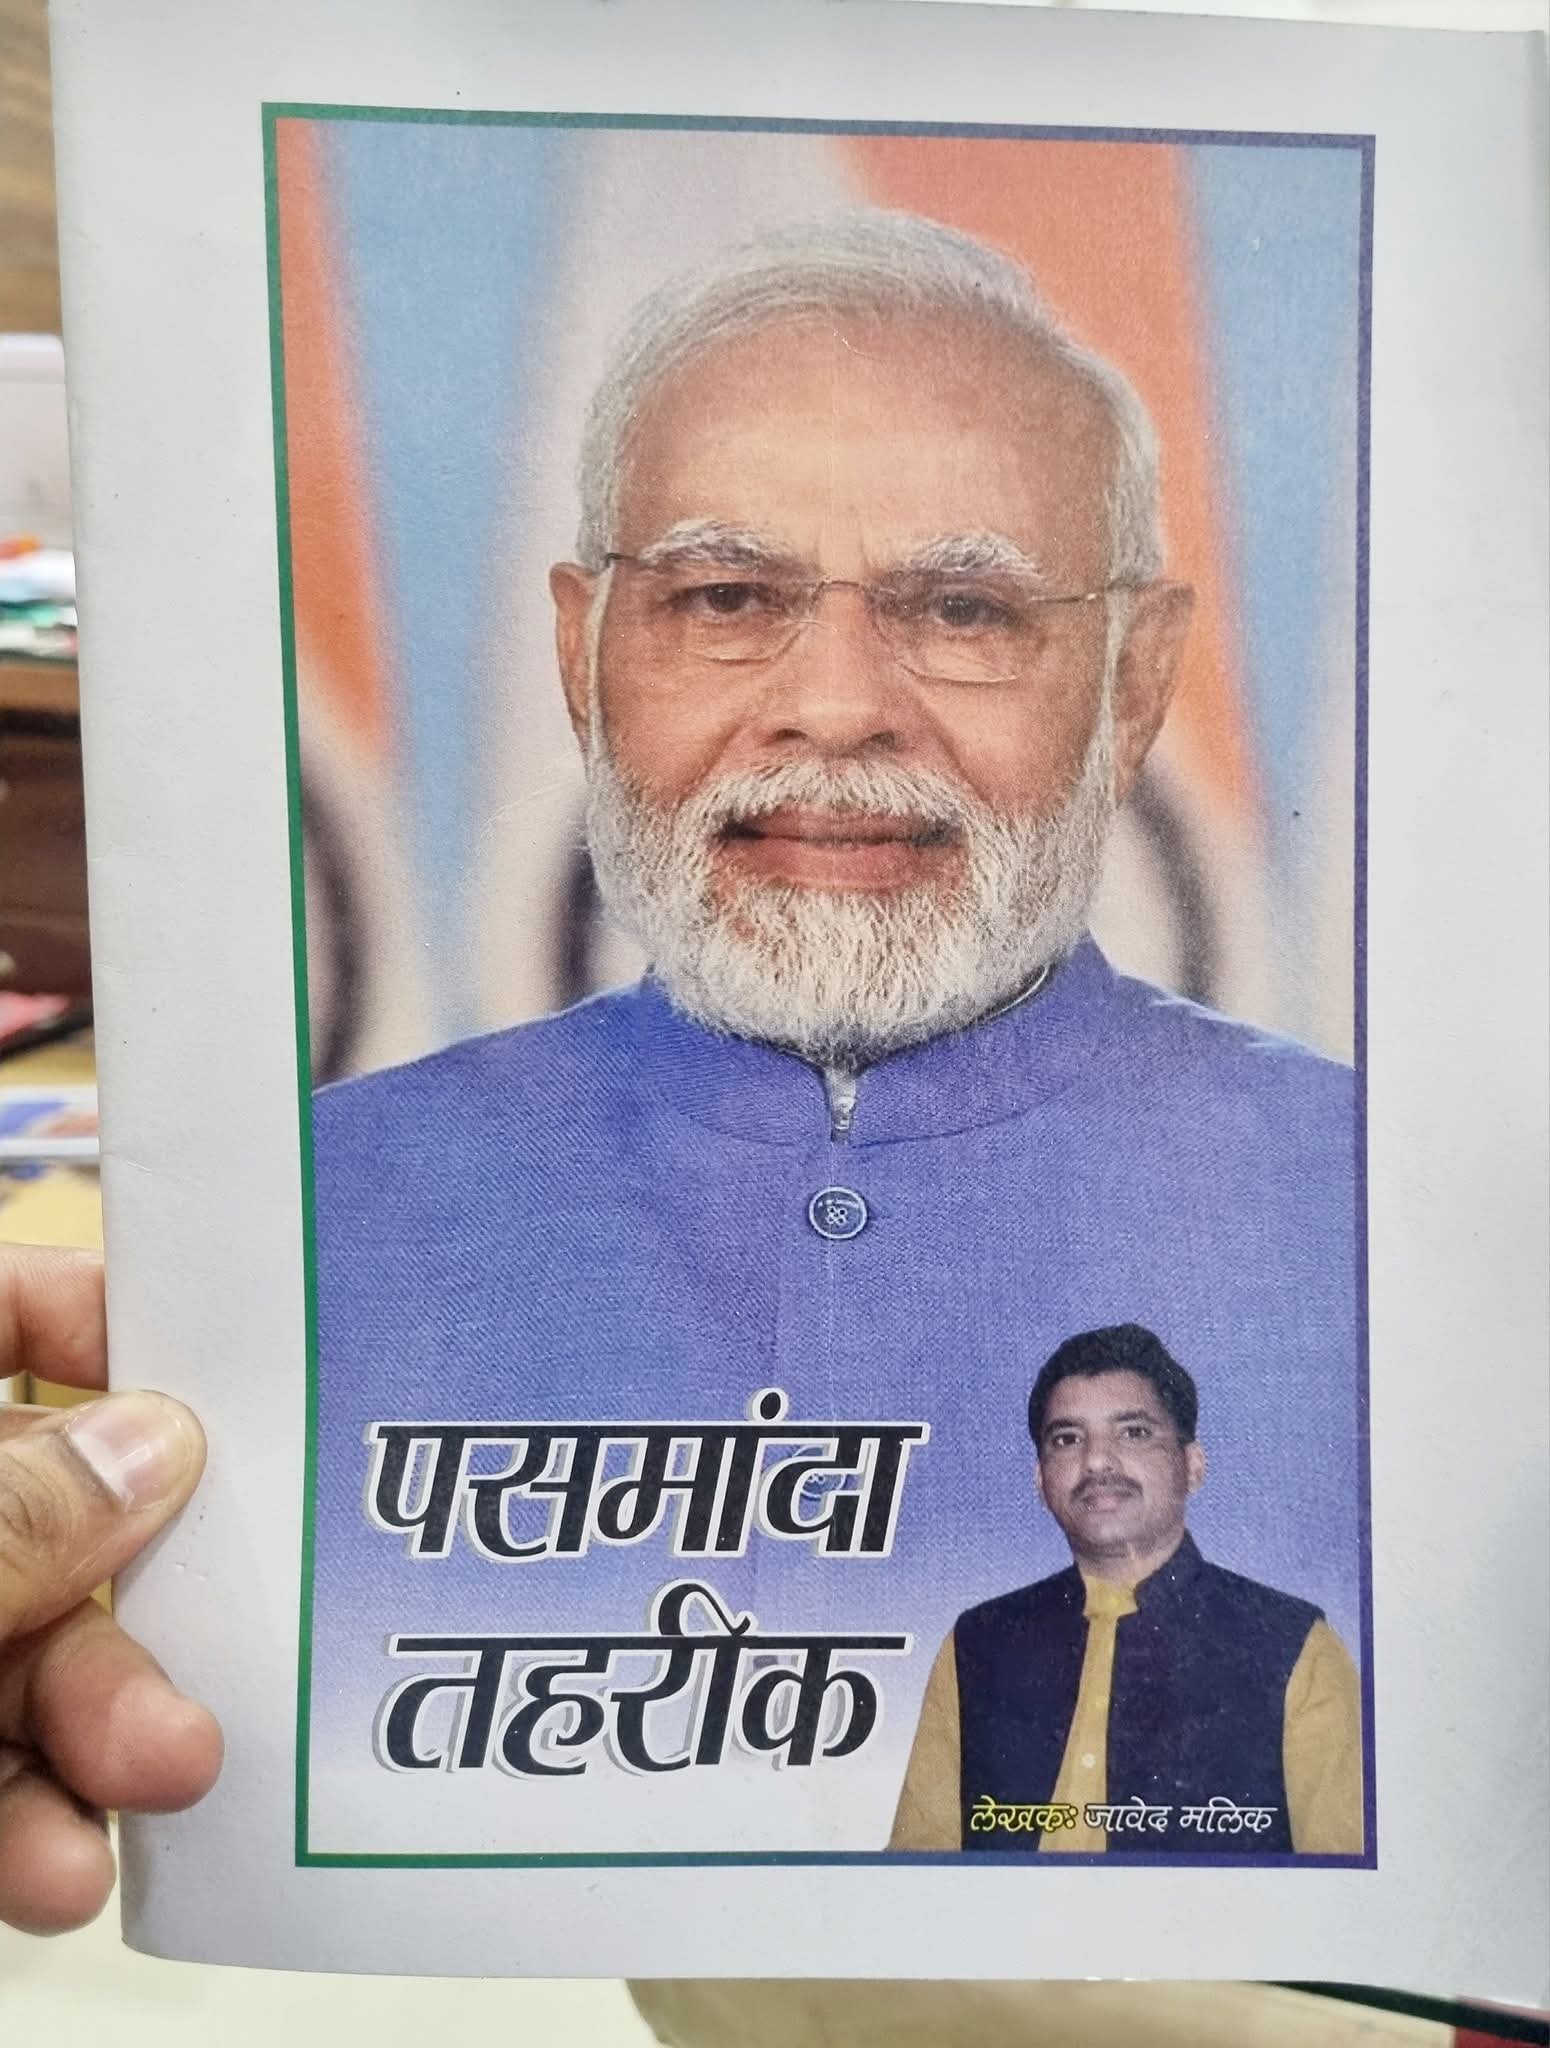 पसमांदा
तहरीक
लेखकः जावेद मलिक